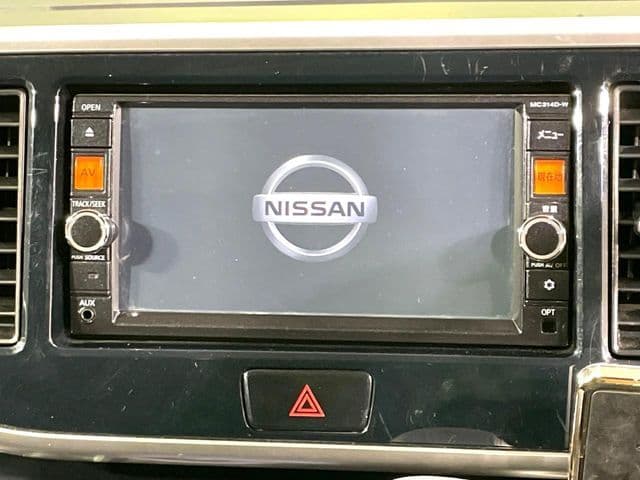 OPEN
MC314D-W
メニュー
AV
現在地
TRACK/SEEK
音量
NISSAN
PUSH SOURCE
PUSH AV OFF
AUX
OPT